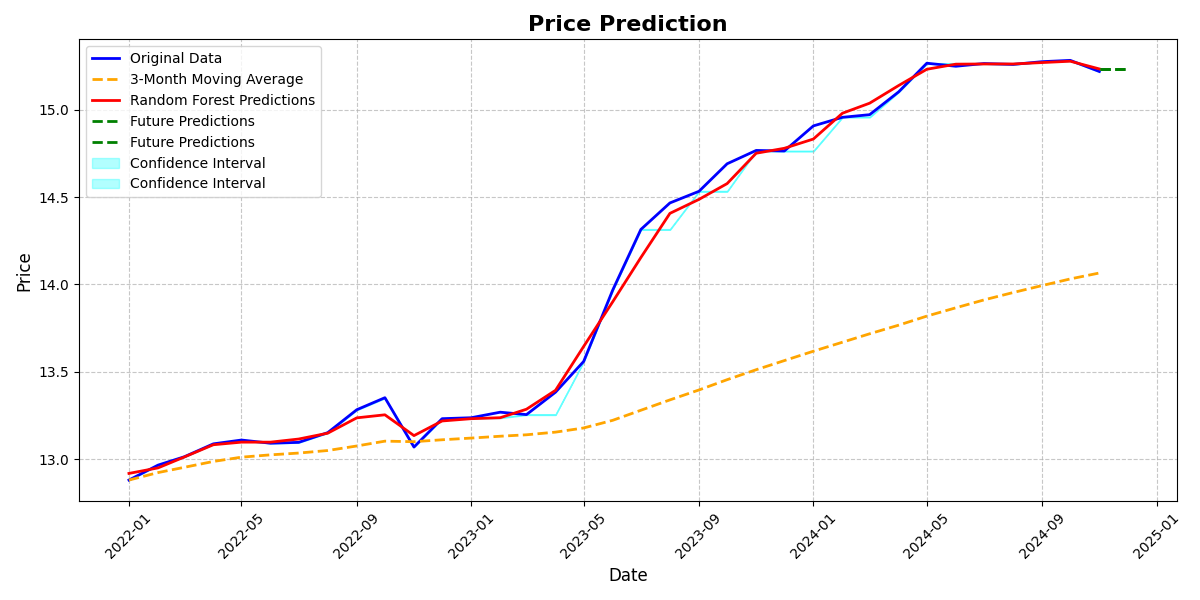 Price Prediction
Original Data
3-Month Moving Average
Random Forest Predictions
Future Predictions
Future Predictions
Confidence Interval
Confidence Interval
Price
15.0
14.5
14.0
13.5
13.0
2022-01
2022-05
2022-09
2023-01
2023-05
2023-09
2024-01
2024-05
2024-09
2025-01
Date